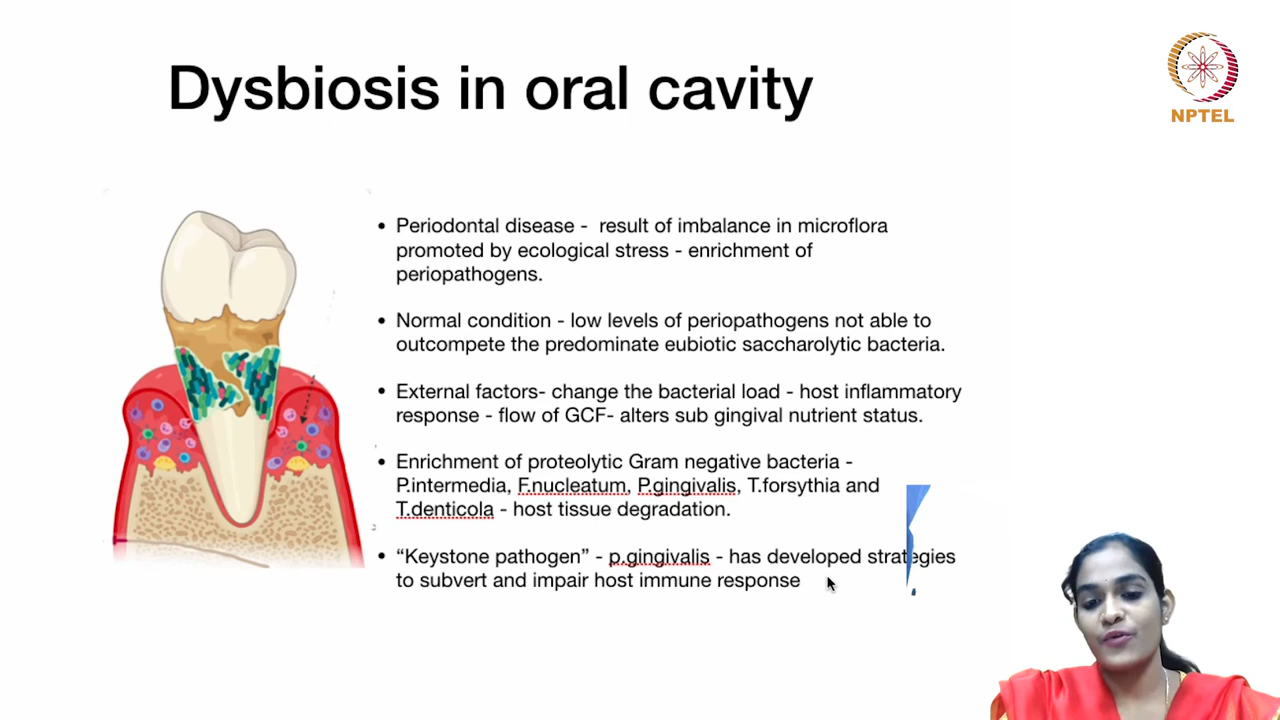 Dysbiosis in oral cavity
NPTEL
• Periodontal disease - result of imbalance in microflora
promoted by ecological stress - enrichment of
periopathogens.
• Normal condition - low levels of periopathogens not able to
outcompete the predominate eubiotic saccharolytic bacteria.
• External factors- change the bacterial load - host inflammatory
response - flow of GCF- alters sub gingival nutrient status.
• Enrichment of proteolytic Gram negative bacteria -
P.intermedia, F.nucleatum, P.gingivalis, T.forsythia and
T.denticola - host tissue degradation.
• “Keystone pathogen” - p.gingivalis - has developed strategies
to subvert and impair host immune response